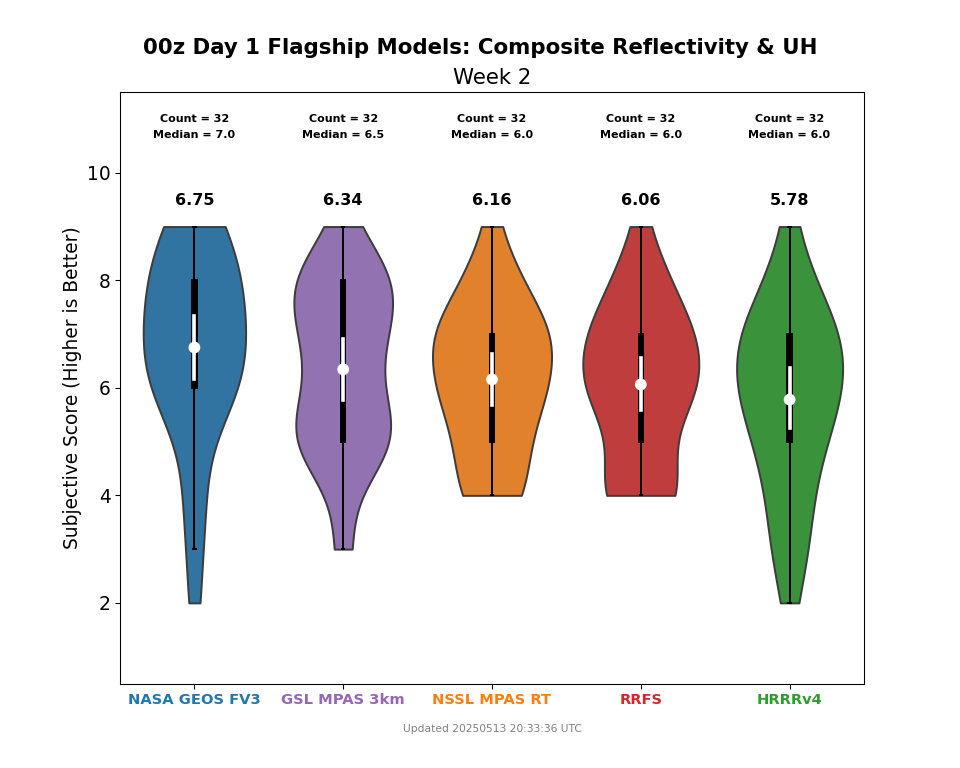 00z Day 1 Flagship Models: Composite Reflectivity & UH
Week 2
Count = 32 Count = 32 Count = 32 Count = 32 Count = 32
Median = 7.0 Median = 6.5 Median = 6.0 Median = 6.0 Median = 6.0
10
6.75 6.34 6.16 6.06 5.78
8
6
4
2
Subjective Score (Higher is Better)
NASA GEOS FV3 GSL MPAS 3km NSSL MPAS RT RRFS HRRRv4
Updated 20250513 20:33:36 UTC